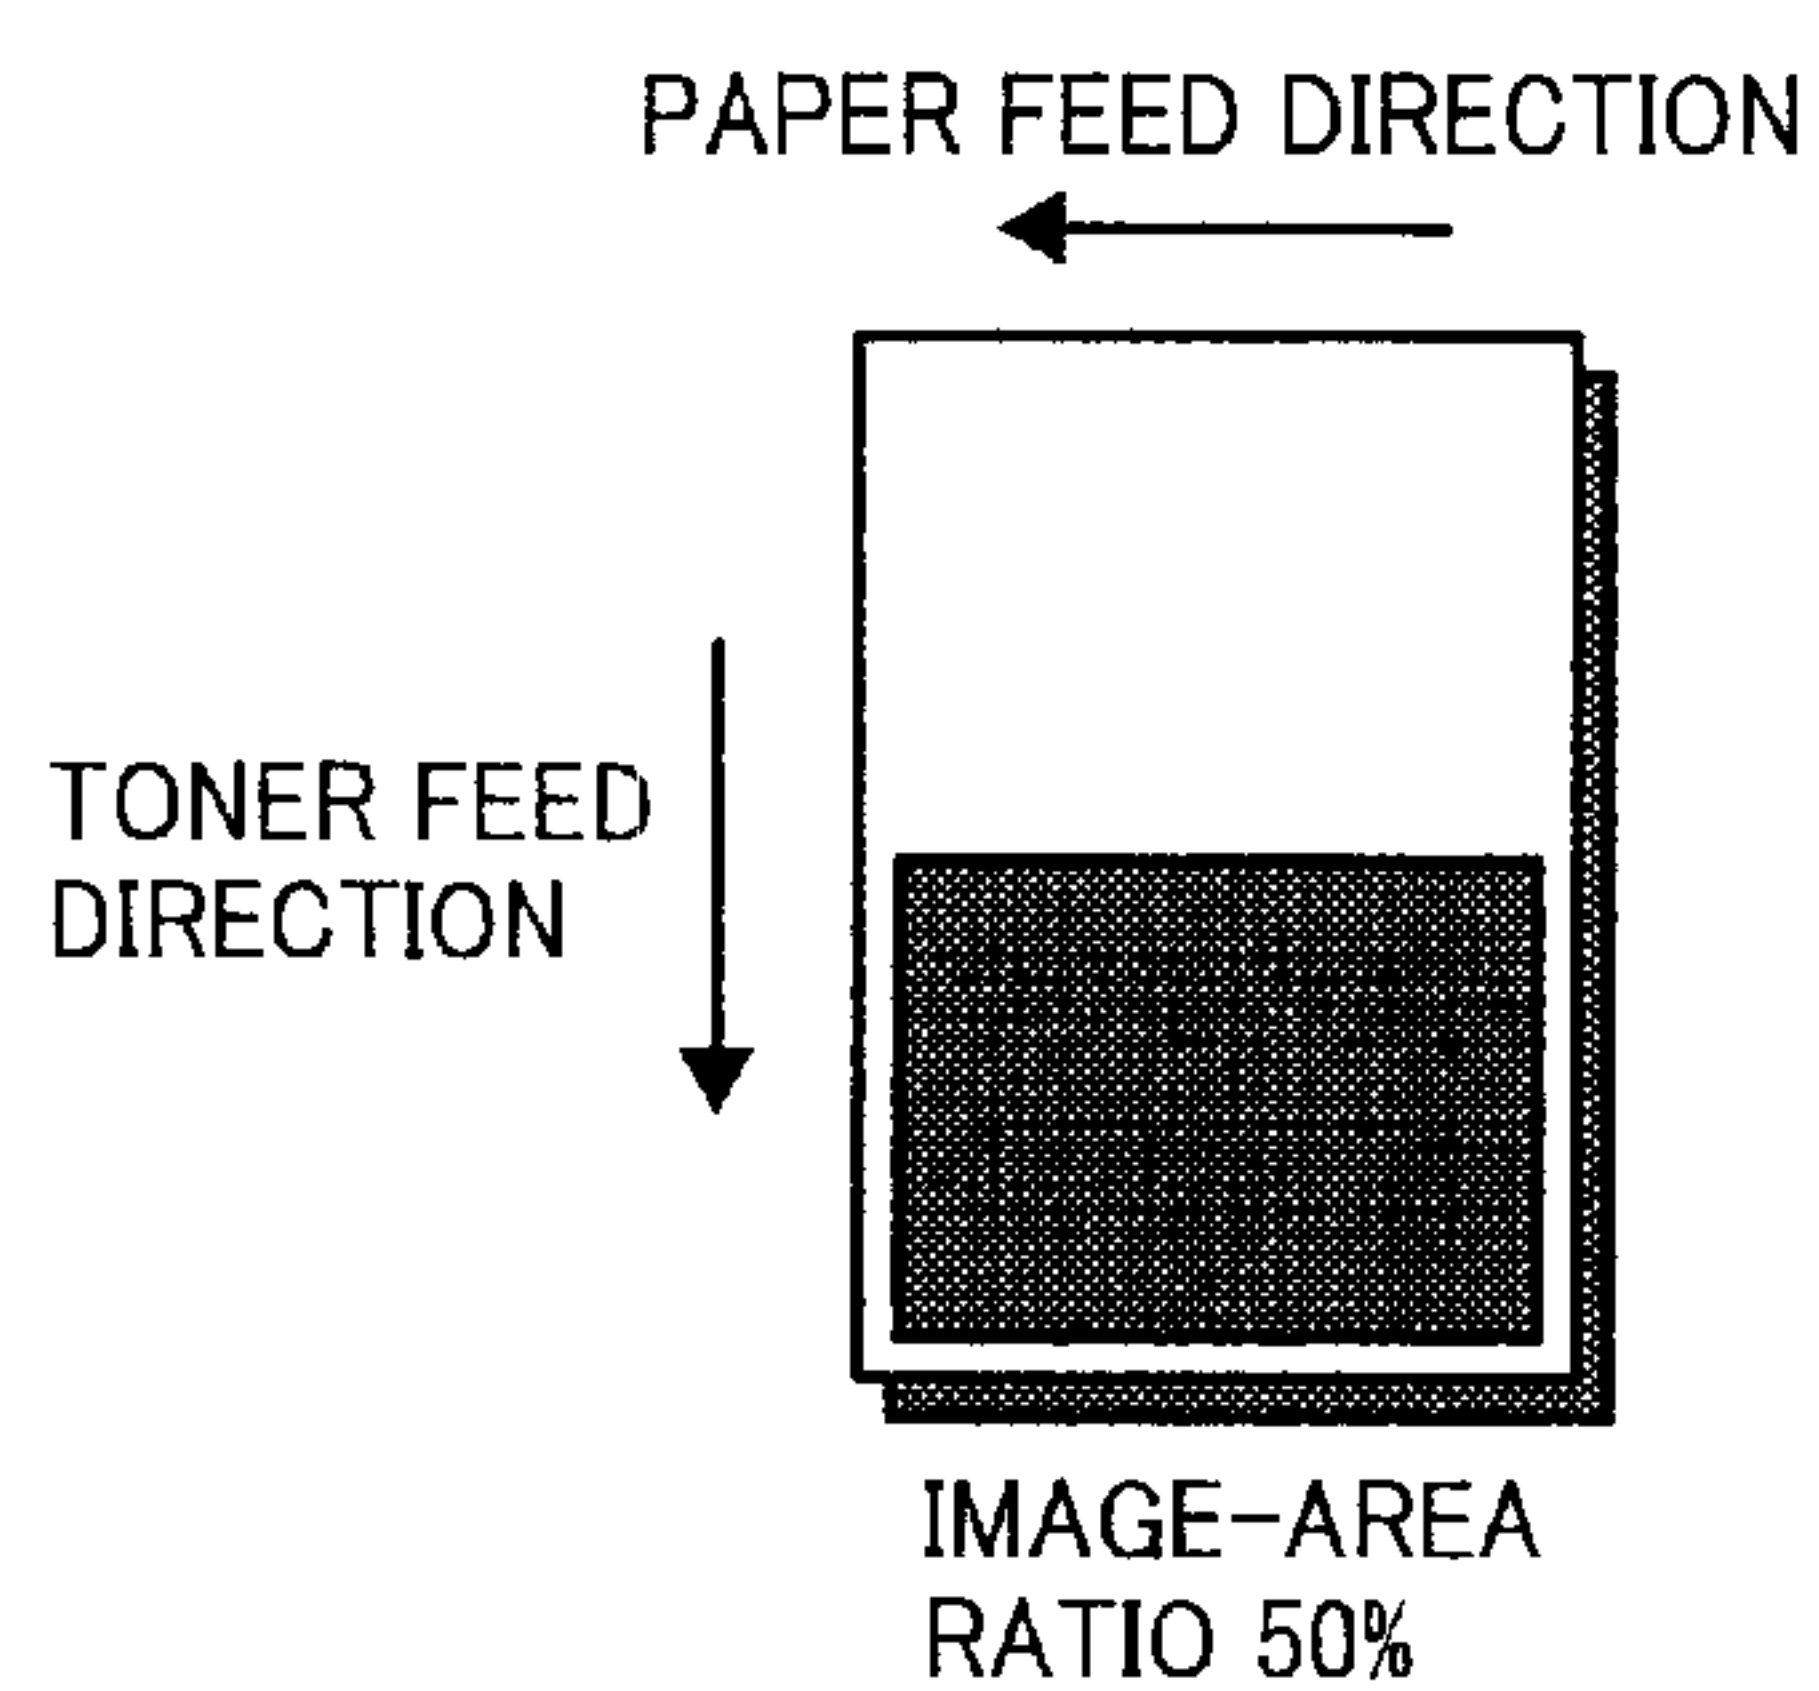 PAPER FEED DIRECTION
TONER FEED
DIRECTION
IMAGE-AREA
RATIO 50%